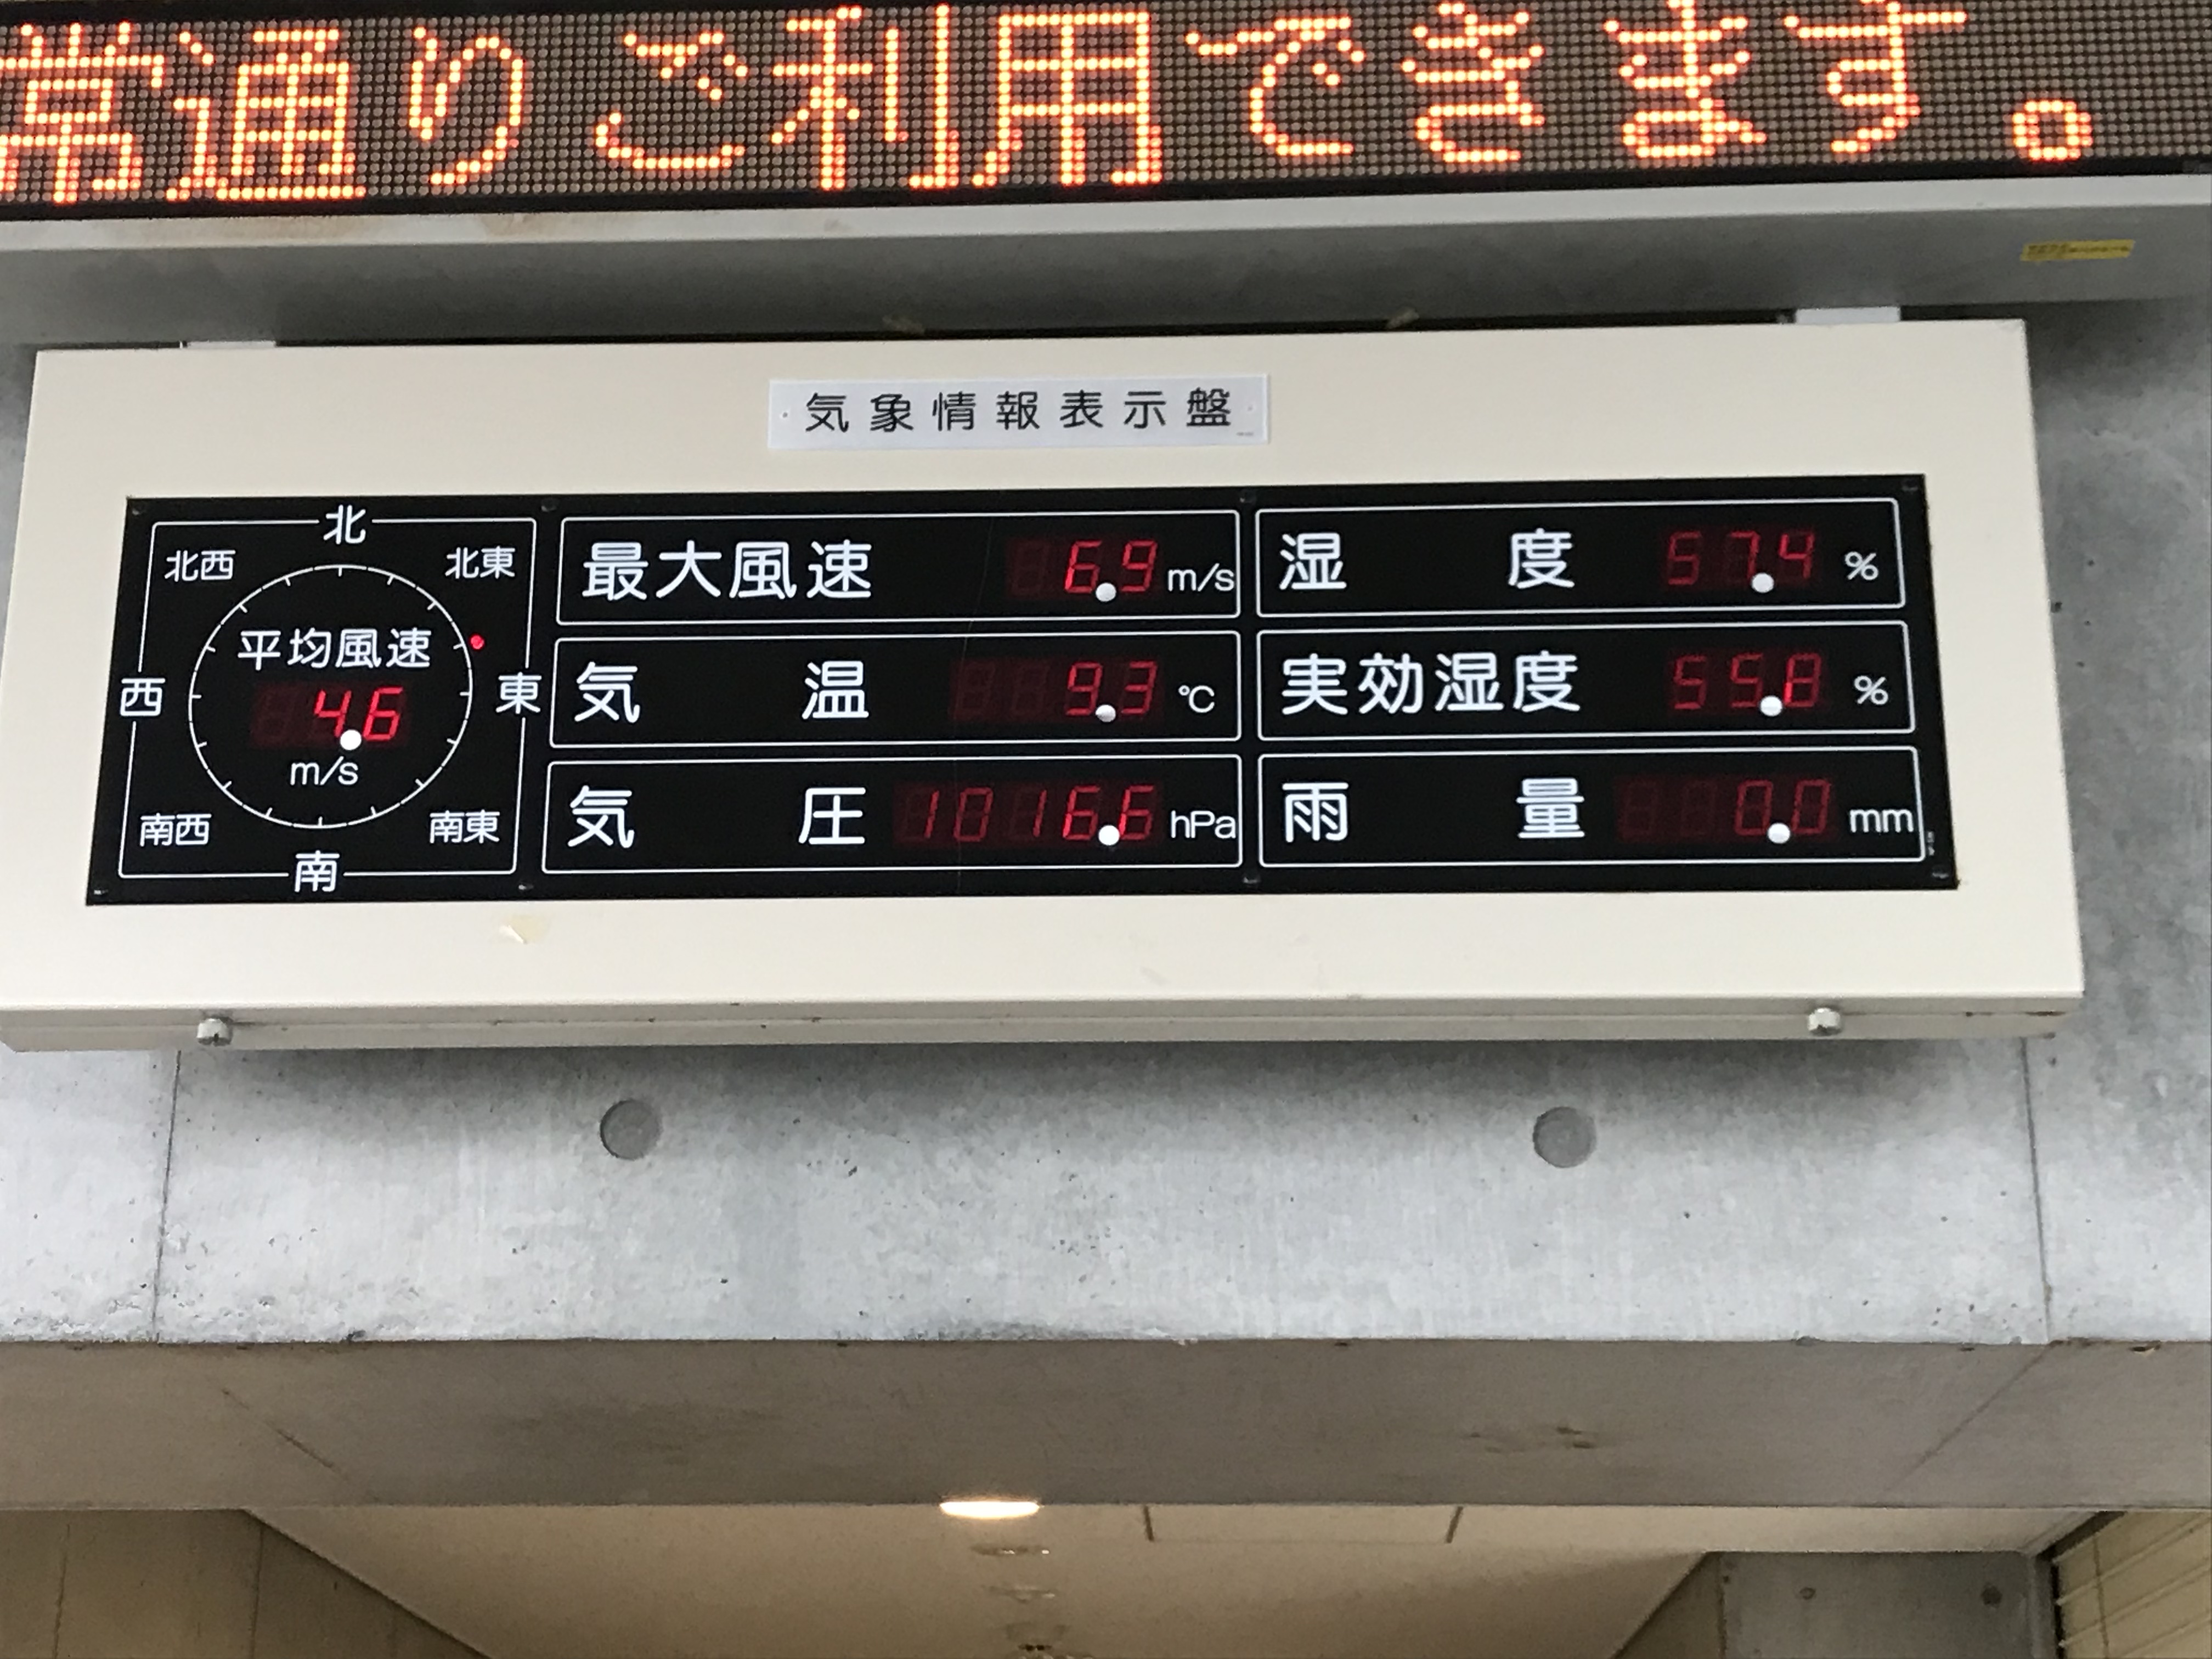 常通りご利用できます。
気象情報表示盤
北
北西 北東
平均風速
西 4.6 東
m/s
南西 南東
南
最大風速 6.9 m/s
気温 9.3 ℃
気圧 1016.6 hPa
湿度 57.4 %
実効湿度 55.8 %
雨量 0.0 mm